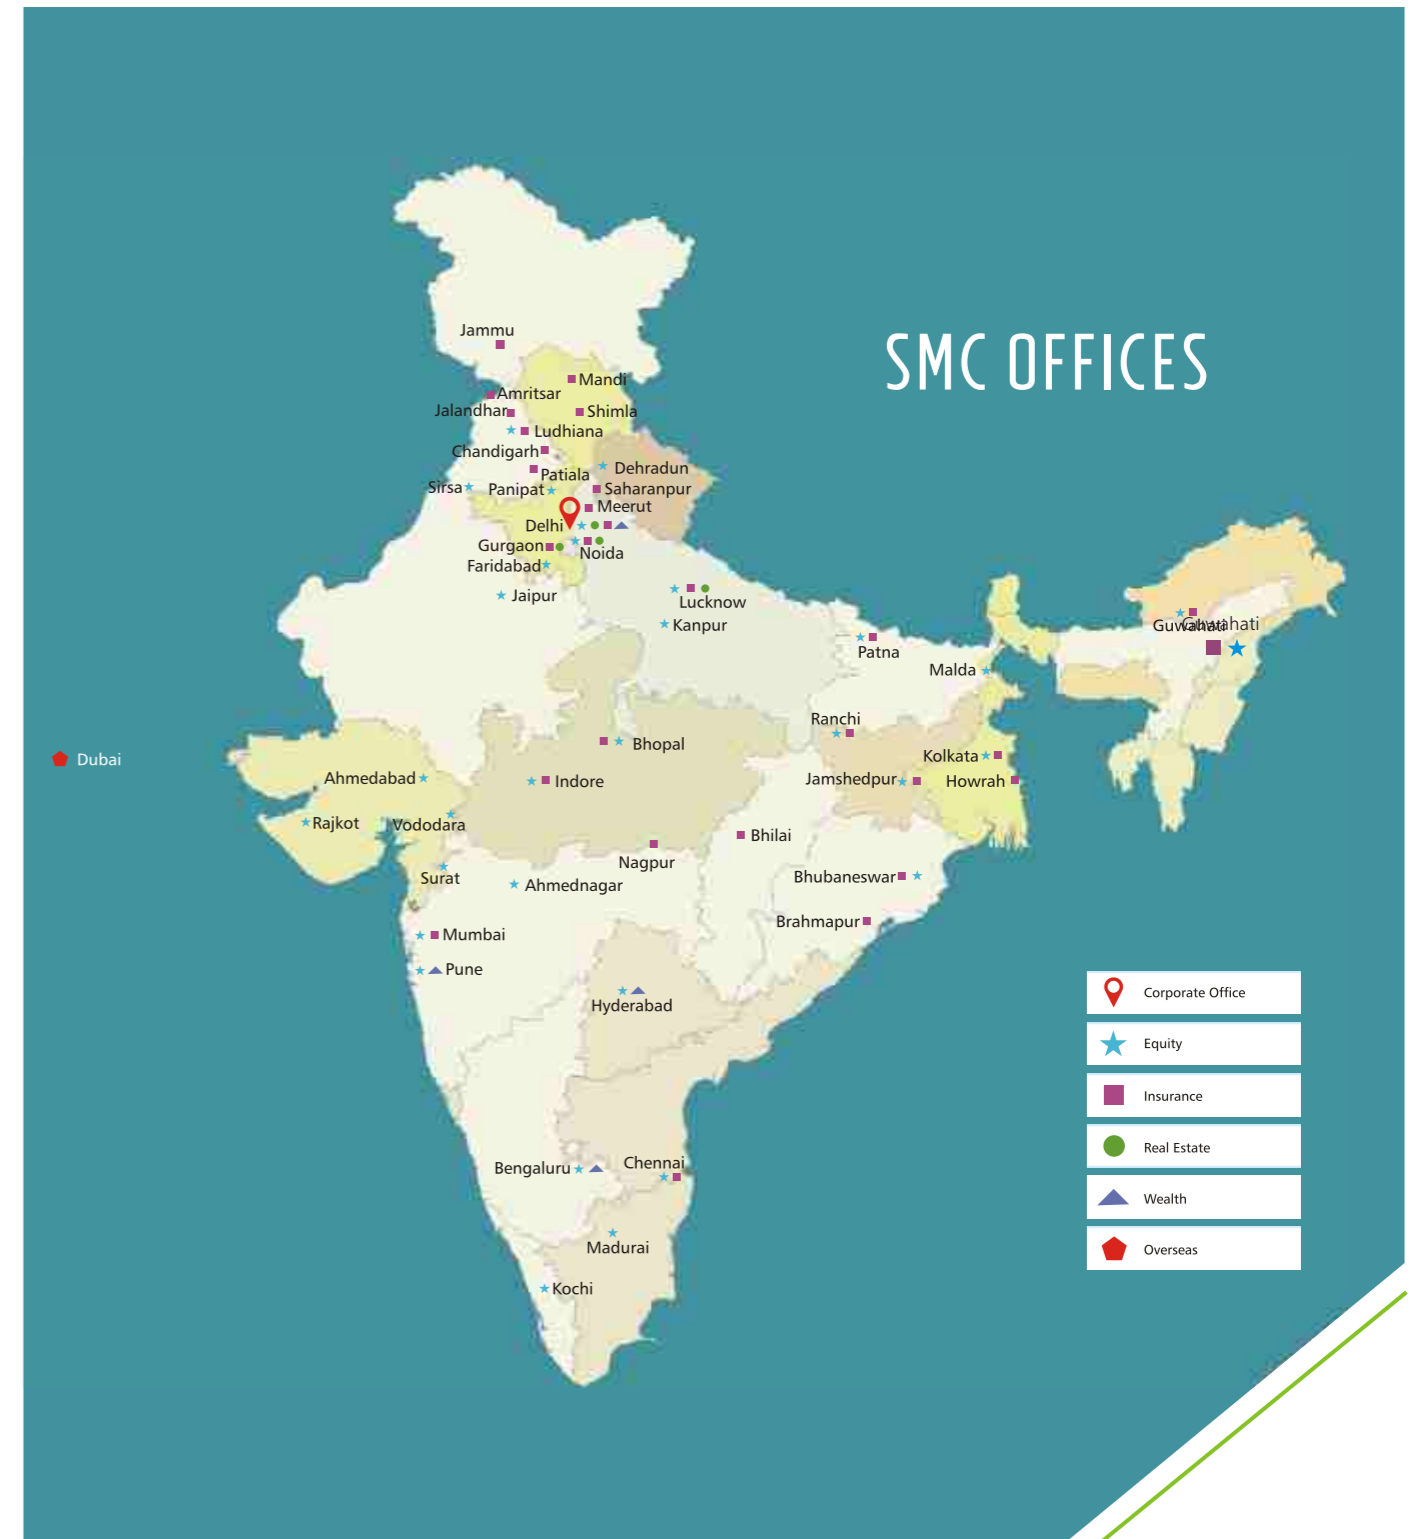 SMC OFFICES
Jammu
Mandi
Amritsar
Jalandhar
Shimla
Ludhiana
Chandigarh
Patiala
Dehradun
Sirsa
Panipat
Saharanpur
Meerut
Delhi
Gurgaon
Noida
Faridabad
Jaipur
Lucknow
Kanpur
Guwahati
Guwahati
Patna
Malda
Ranchi
Bhopal
Kolkata
Dubai
Ahmedabad
Indore
Jamshedpur
Howrah
Rajkot
Vododara
Bhilai
Nagpur
Surat
Ahmednagar
Bhubaneswar
Brahmapur
Mumbai
Pune
Hyderabad
Bengaluru
Chennai
Madurai
Kochi
Corporate Office
Equity
Insurance
Real Estate
Wealth
Overseas